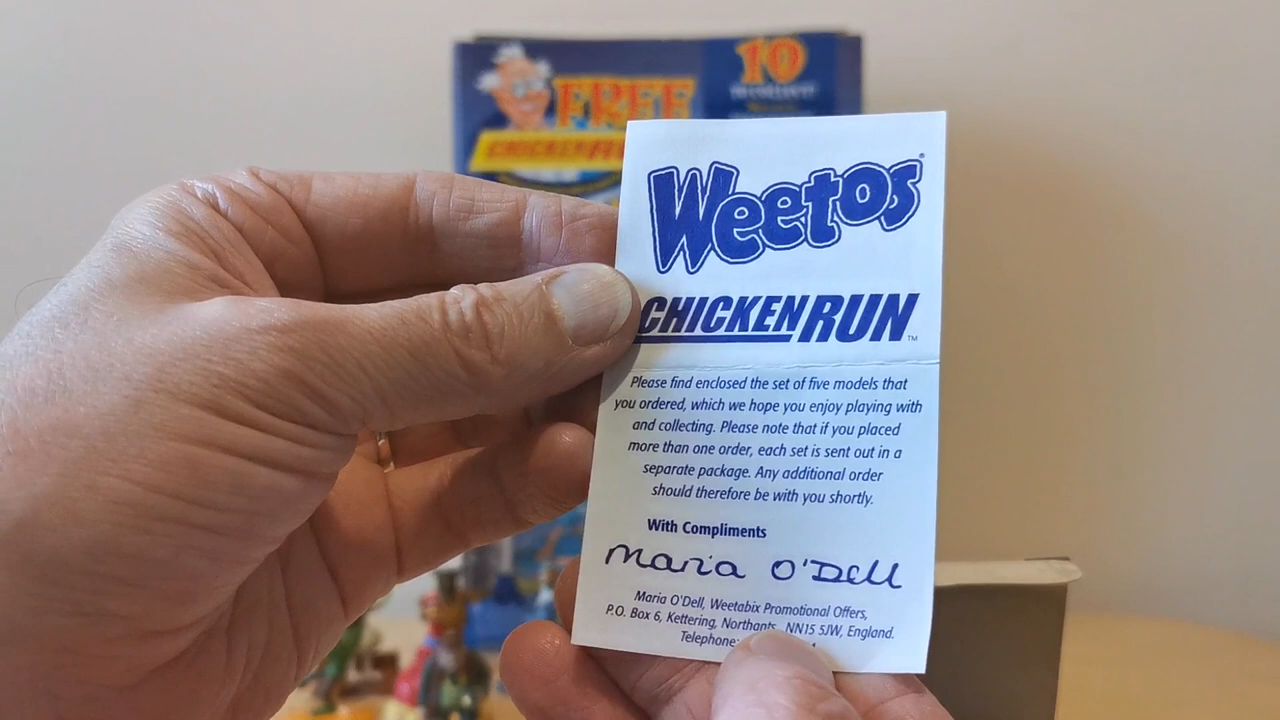 10
FREE
CHICKEN
Weetos®
CHICKEN RUN™
Please find enclosed the set of five models that
you ordered, which we hope you enjoy playing with
and collecting. Please note that if you placed
more than one order, each set is sent out in a
separate package. Any additional order
should therefore be with you shortly.
With Compliments
Maria O'Dell
Maria O'Dell, Weetabix Promotional Offers,
P.O. Box 6, Kettering, Northants, NN15 5JW, England.
Telephone: